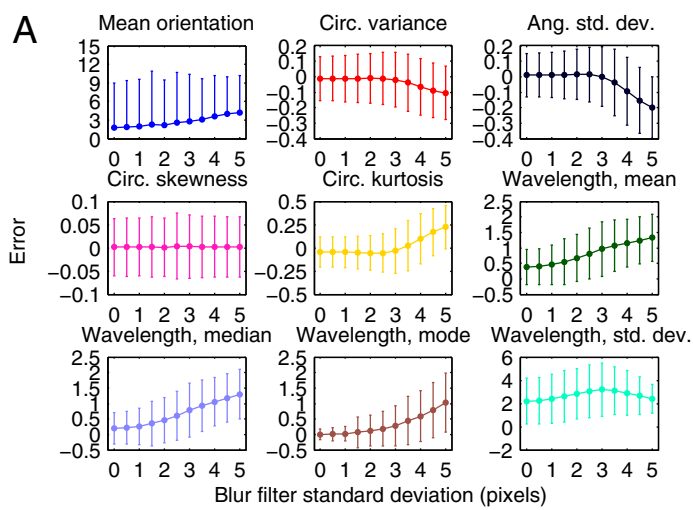 A
Mean orientation Circ. variance Ang. std. dev.
15 0.2 0.2
12 0.1 0.1
9 0 0
6 −0.1 −0.1
3 −0.2 −0.2
0 −0.3 −0.3
−0.4 −0.4
0 1 2 3 4 5 0 1 2 3 4 5 0 1 2 3 4 5
Circ. skewness Circ. kurtosis Wavelength, mean
0.1 0.5 2.5
0.05 0.25 2
0 0 1.5
−0.05 −0.25 1
−0.1 −0.5 0.5
0
−0.5
0 1 2 3 4 5 0 1 2 3 4 5 0 1 2 3 4 5
Error
Wavelength, median Wavelength, mode Wavelength, std. dev.
2.5 2.5 6
2 2 4
1.5 1.5 2
1 1 0
0.5 0.5 −2
0 0
−0.5 −0.5
0 1 2 3 4 5 0 1 2 3 4 5 0 1 2 3 4 5
Blur filter standard deviation (pixels)